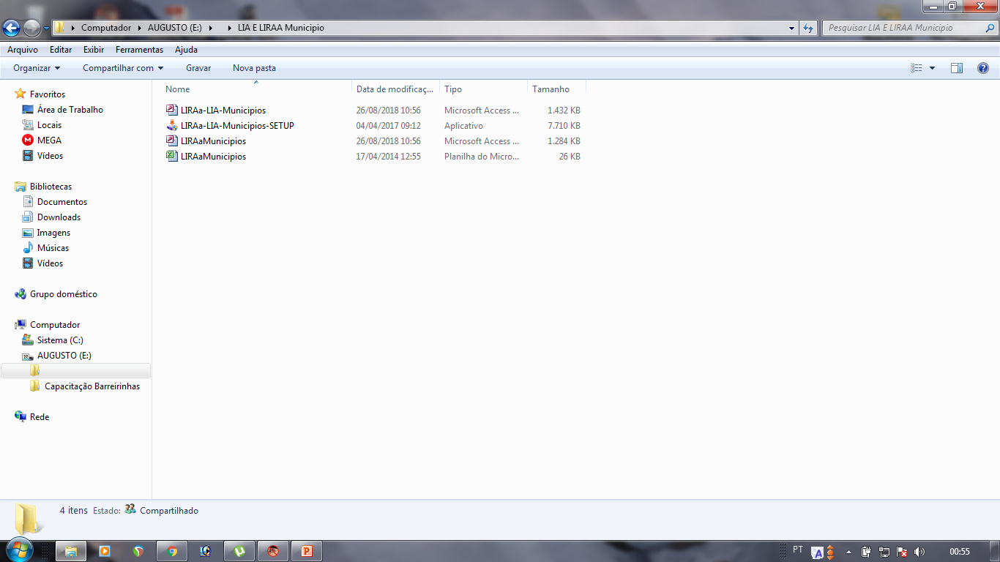 Computador AUGUSTO (E:) LIA E LIRAA Municipio
Pesquisar LIA E LIRAA Municipio
Arquivo Editar Exibir Ferramentas Ajuda
Organizar Compartilhar com Gravar Nova pasta
Nome Data de modificaç... Tipo Tamanho
LIRAa-LIA-Municipios 26/08/2018 10:56 Microsoft Access ... 1.432 KB
LIRAa-LIA-Municipios-SETUP 04/04/2017 09:12 Aplicativo 7.710 KB
LIRAaMunicipios 26/08/2018 10:56 Microsoft Access ... 1.284 KB
LIRAaMunicipios 17/04/2014 12:55 Planilha do Micro... 26 KB
Favoritos
Área de Trabalho
Locais
MEGA
Vídeos
Bibliotecas
Documentos
Downloads
Imagens
Músicas
Vídeos
Grupo doméstico
Computador
Sistema (C:)
AUGUSTO (E:)
Capacitação Barreirinhas
Rede
4 itens Estado: Compartilhado
PT
00:55